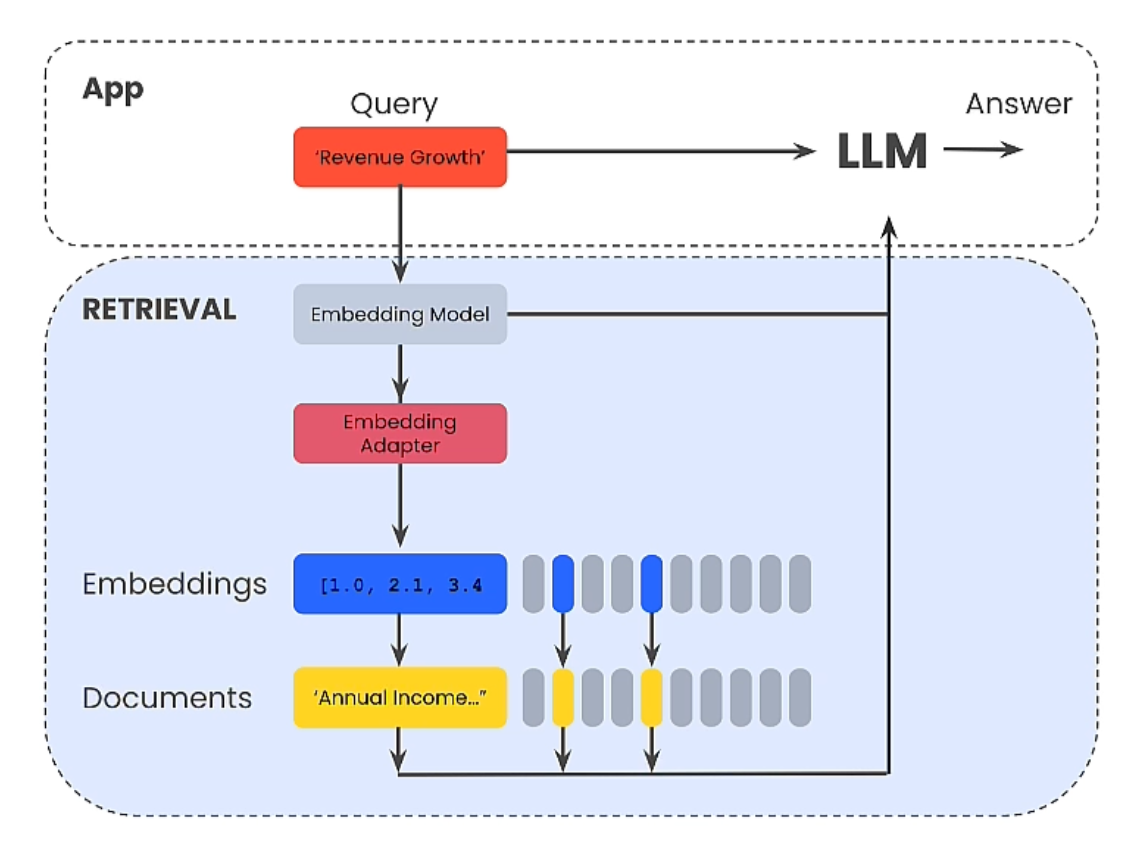 App
Query
Answer
‘Revenue Growth’
LLM
RETRIEVAL
Embedding Model
Embedding
Adapter
Embeddings
[1.0, 2.1, 3.4
Documents
‘Annual Income…”